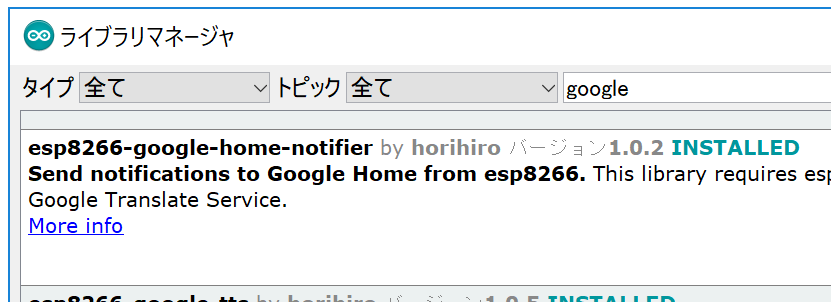 ライブラリマネージャ
タイプ 全て トピック 全て google
esp8266-google-home-notifier by horihiro バージョン1.0.2 INSTALLED
Send notifications to Google Home from esp8266. This library requires esp
Google Translate Service.
More info
esp8266-google-tts by horihiro バージョン1.0.5 INSTALLED